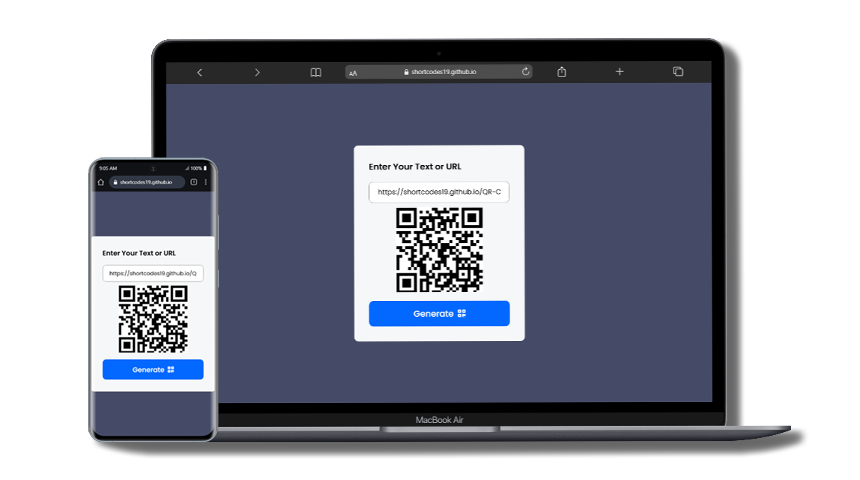 shortcodes19.github.io
Enter Your Text or URL
https://shortcodes19.github.io/QR-C
Generate
MacBook Air
9:05 AM
100%
shortcodes19.github.io
Enter Your Text or URL
https://shortcodes19.github.io/Q
Generate